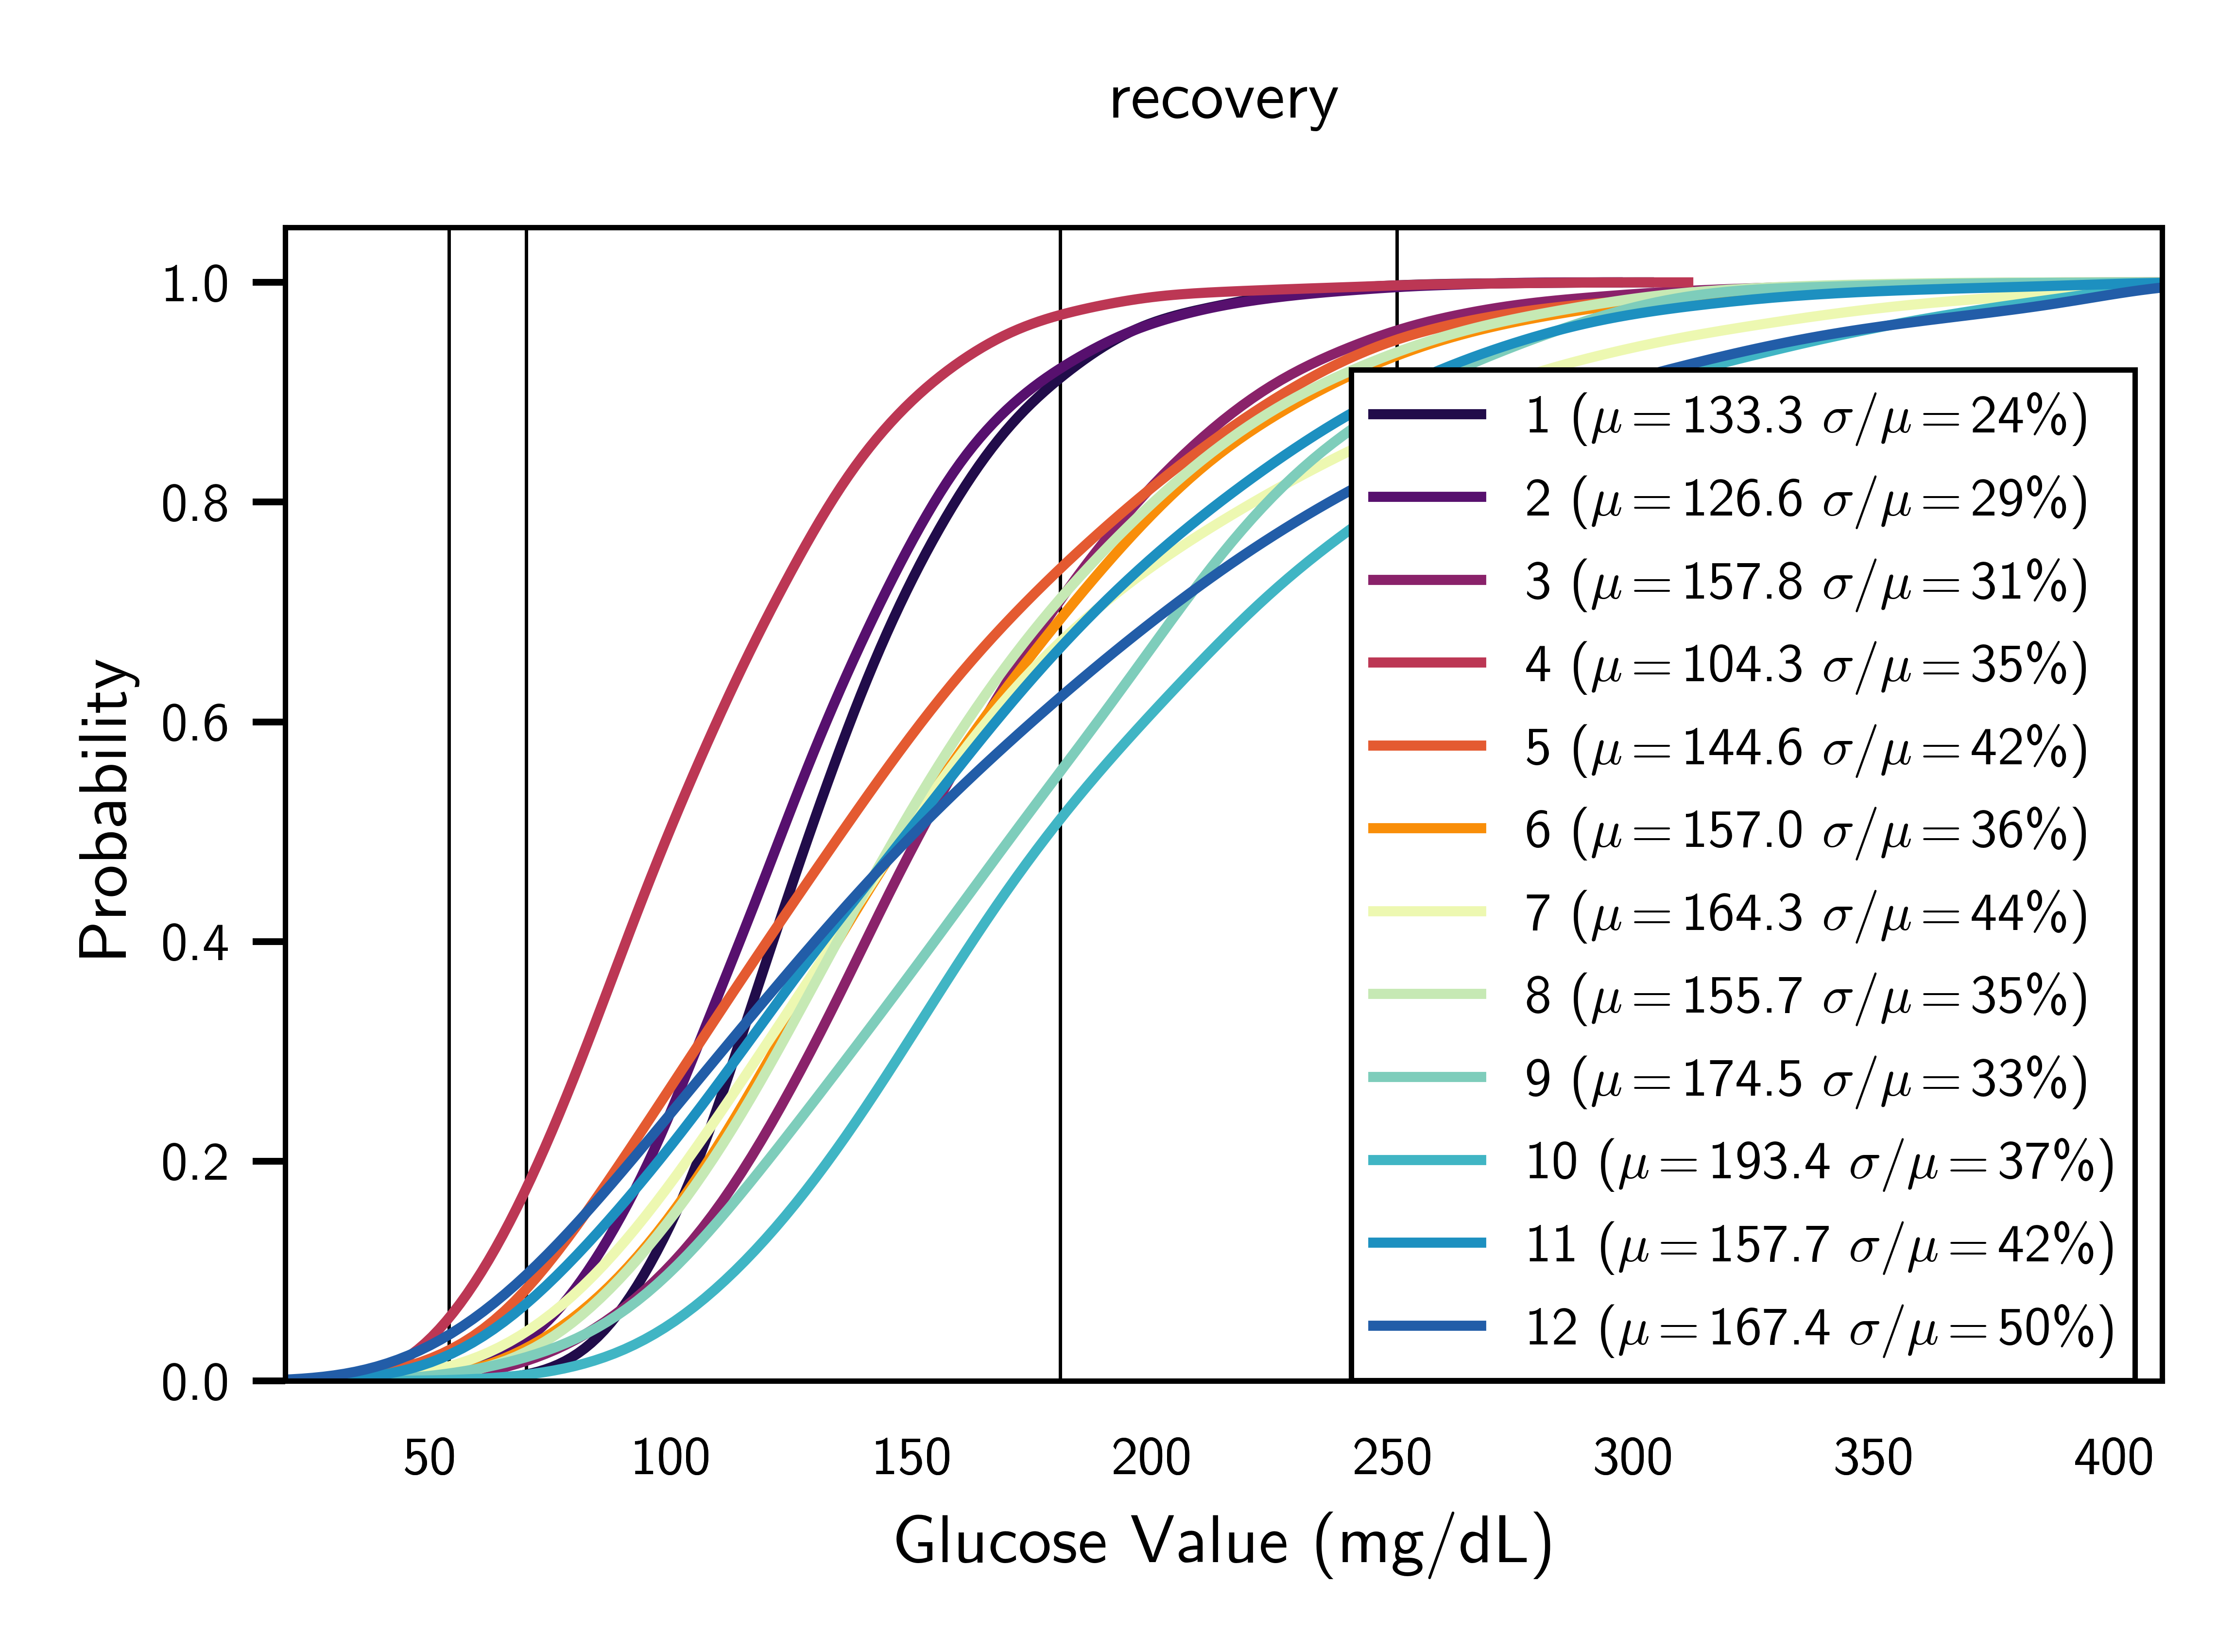 recovery
Probability
1.0
0.8
0.6
0.4
0.2
0.0
50 100 150 200 250 300 350 400
Glucose Value (mg/dL)
1 (μ = 133.3 σ/μ = 24%)
2 (μ = 126.6 σ/μ = 29%)
3 (μ = 157.8 σ/μ = 31%)
4 (μ = 104.3 σ/μ = 35%)
5 (μ = 144.6 σ/μ = 42%)
6 (μ = 157.0 σ/μ = 36%)
7 (μ = 164.3 σ/μ = 44%)
8 (μ = 155.7 σ/μ = 35%)
9 (μ = 174.5 σ/μ = 33%)
10 (μ = 193.4 σ/μ = 37%)
11 (μ = 157.7 σ/μ = 42%)
12 (μ = 167.4 σ/μ = 50%)